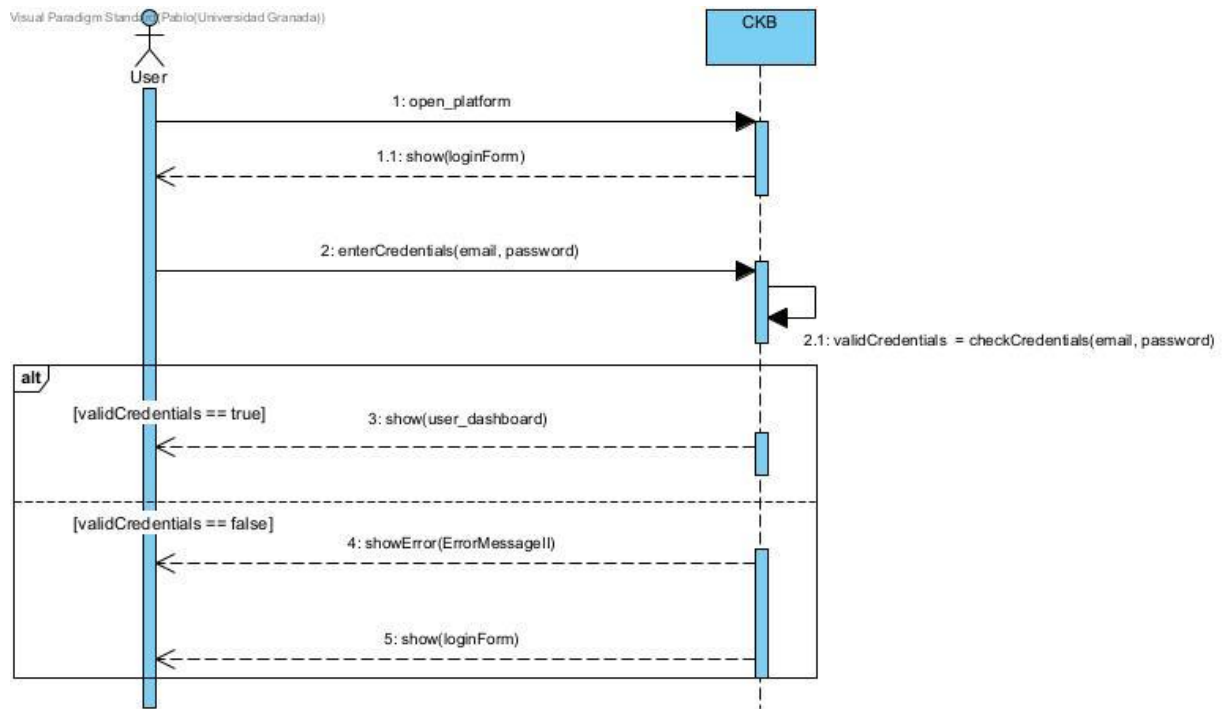 Visual Paradigm Standard(Pablo(Universidad Granada))
CKB
User
1: open_platform
1.1: show(loginForm)
2: enterCredentials(email, password)
2.1: validCredentials = checkCredentials(email, password)
alt
[validCredentials == true]
3: show(user_dashboard)
[validCredentials == false]
4: showError(ErrorMessageII)
5: show(loginForm)